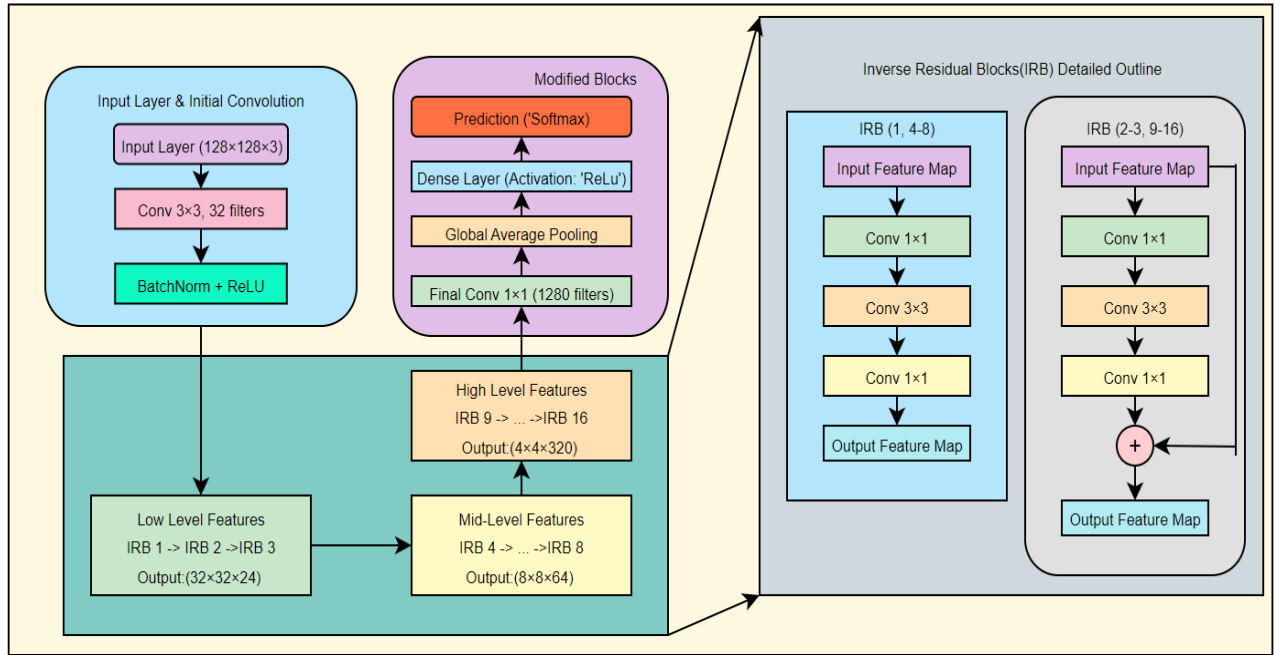 Input Layer & Initial Convolution
Input Layer (128×128×3)
Conv 3×3, 32 filters
BatchNorm + ReLU
Modified Blocks
Prediction ('Softmax)
Dense Layer (Activation: 'ReLu')
Global Average Pooling
Final Conv 1×1 (1280 filters)
High Level Features
IRB 9 -> ... ->IRB 16
Output:(4×4×320)
Low Level Features
IRB 1 -> IRB 2 ->IRB 3
Output:(32×32×24)
Mid-Level Features
IRB 4 -> ... ->IRB 8
Output:(8×8×64)
Inverse Residual Blocks(IRB) Detailed Outline
IRB (1, 4-8)
Input Feature Map
Conv 1×1
Conv 3×3
Conv 1×1
Output Feature Map
IRB (2-3, 9-16)
Input Feature Map
Conv 1×1
Conv 3×3
Conv 1×1
+
Output Feature Map